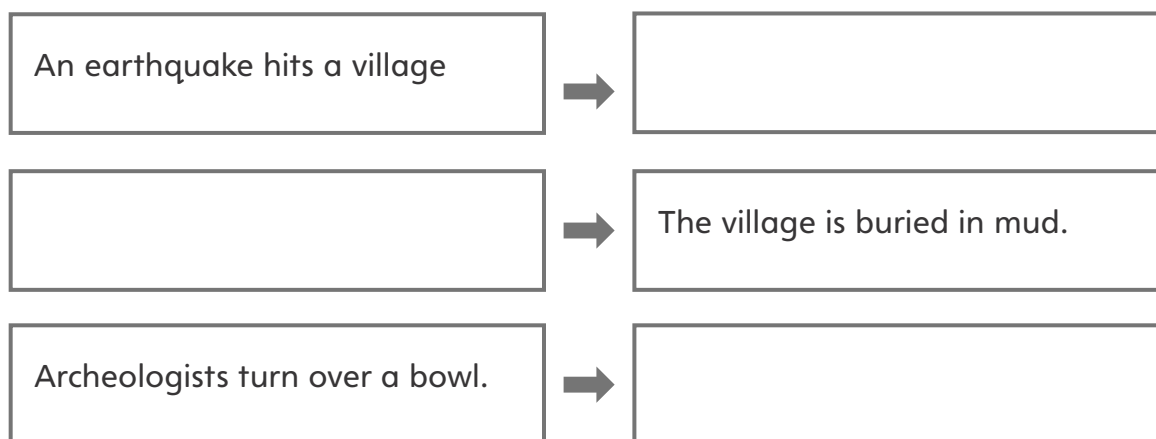 An earthquake hits a village
The village is buried in mud.
Archeologists turn over a bowl.